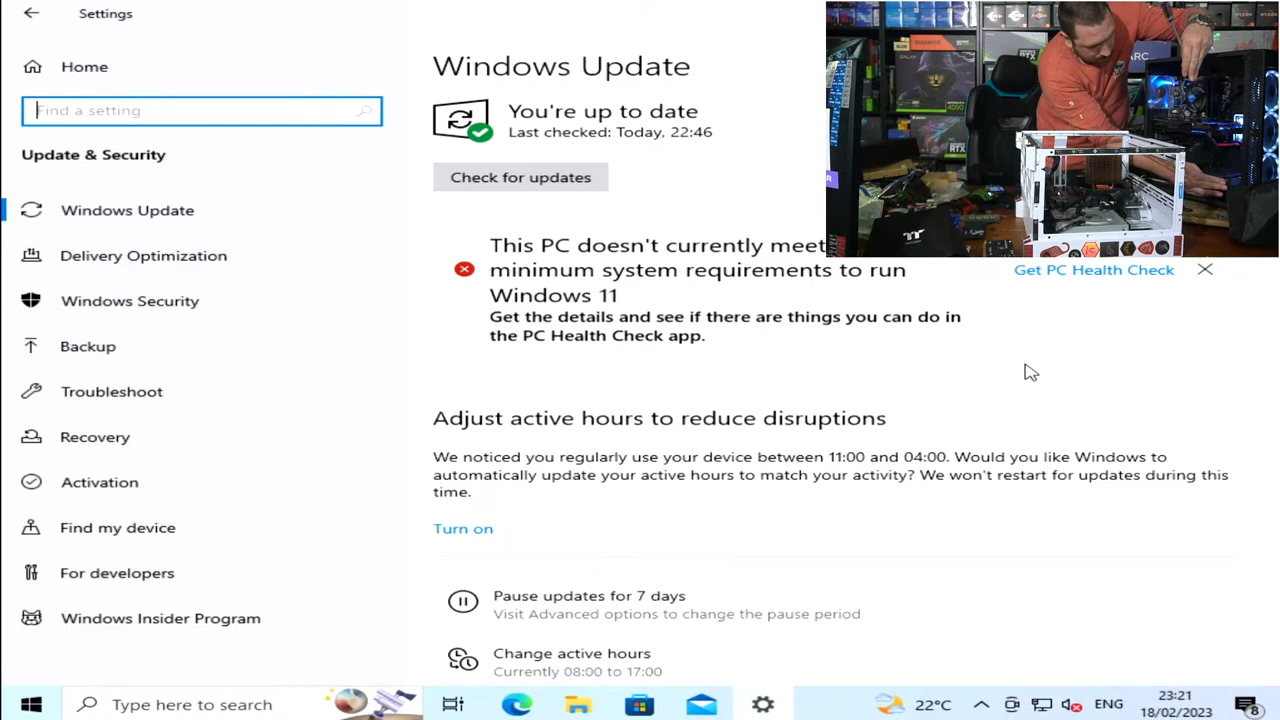 Settings
Home
Find a setting
Update & Security
Windows Update
Delivery Optimization
Windows Security
Backup
Troubleshoot
Recovery
Activation
Find my device
For developers
Windows Insider Program
Windows Update
You're up to date
Last checked: Today, 22:46
Check for updates
This PC doesn't currently meet
minimum system requirements to run
Windows 11
Get the details and see if there are things you can do in
the PC Health Check app.
Get PC Health Check
Adjust active hours to reduce disruptions
We noticed you regularly use your device between 11:00 and 04:00. Would you like Windows to
automatically update your active hours to match your activity? We won't restart for updates during this
time.
Turn on
Pause updates for 7 days
Visit Advanced options to change the pause period
Change active hours
Currently 08:00 to 17:00
GIGABYTE
4090
RTX
ARC
RYZEN
R
Type here to search
22°C
ENG
23:21
18/02/2023
8